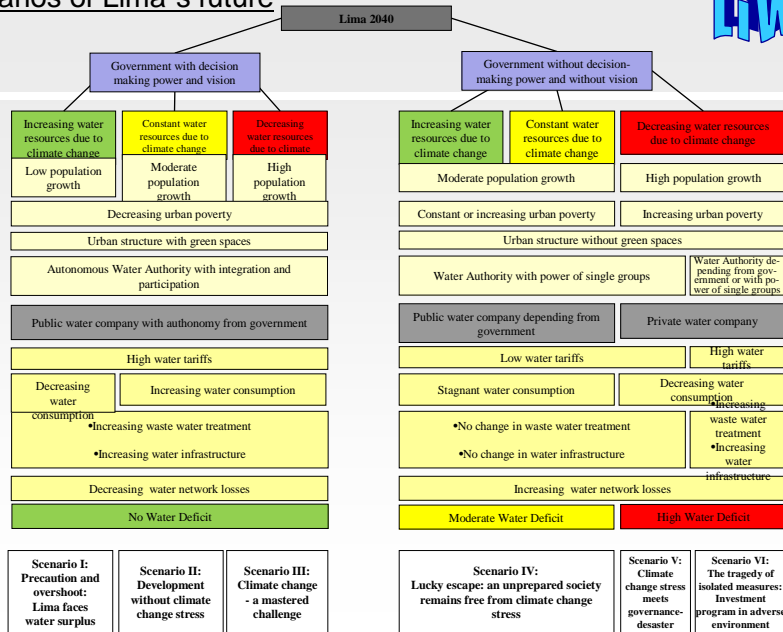 Lima´s future
Lima 2040
LiW
Government with decision
making power and vision
Government without decision-
making power and without vision
Increasing water
resources due to
climate change
Constant water
resources due to
climate change
Decreasing
water resources
due to climate
Increasing water
resources due to
climate change
Constant water
resources due to
climate change
Decreasing water resources
due to climate change
Low population
growth
Moderate
population
growth
High
population
growth
Moderate population growth
High population growth
Decreasing urban poverty
Constant or increasing urban poverty
Increasing urban poverty
Urban structure with green spaces
Urban structure without green spaces
Autonomous Water Authority with integration and
participation
Water Authority with power of single groups
Water Authority de-
pending from gov-
ernment or with po-
wer of single groups
Public water company with authonomy from government
Public water company depending from
government
Private water company
High water tariffs
Low water tariffs
High water
tariffs
Decreasing
water
consumption
Increasing water consumption
Stagnant water consumption
Decreasing water
consumption
•Increasing waste water treatment
•Increasing water infrastructure
•No change in waste water treatment
•No change in water infrastructure
•Increasing
waste water
treatment
•Increasing
water
infrastructure
Decreasing water network losses
Increasing water network losses
No Water Deficit
Moderate Water Deficit
High Water Deficit
Scenario I:
Precaution and
overshoot:
Lima faces
water surplus
Scenario II:
Development
without climate
change stress
Scenario III:
Climate change
- a mastered
challenge
Scenario IV:
Lucky escape: an unprepared society
remains free from climate change
stress
Scenario V:
Climate
change stress
meets
governance-
desaster
Scenario VI:
The tragedy of
isolated measures:
Investment
program in adverse
environment